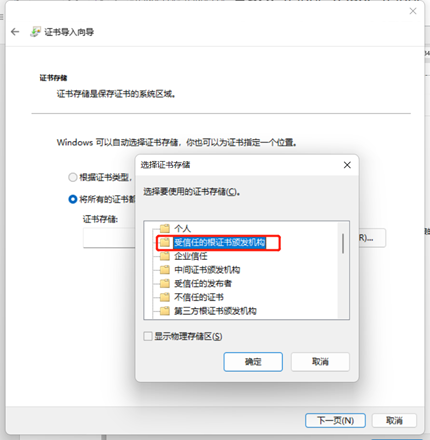 证书导入向导
证书存储
证书存储是保存证书的系统区域。
Windows 可以自动选择证书存储，你也可以为证书指定一个位置。
根据证书类型，
将所有的证书都
证书存储:
R)...
选择证书存储
选择要使用的证书存储(C)。
个人
受信任的根证书颁发机构
企业信任
中间证书颁发机构
受信任的发布者
不信任的证书
第三方根证书颁发机构
显示物理存储区(S)
确定
取消
下一页(N)
取消